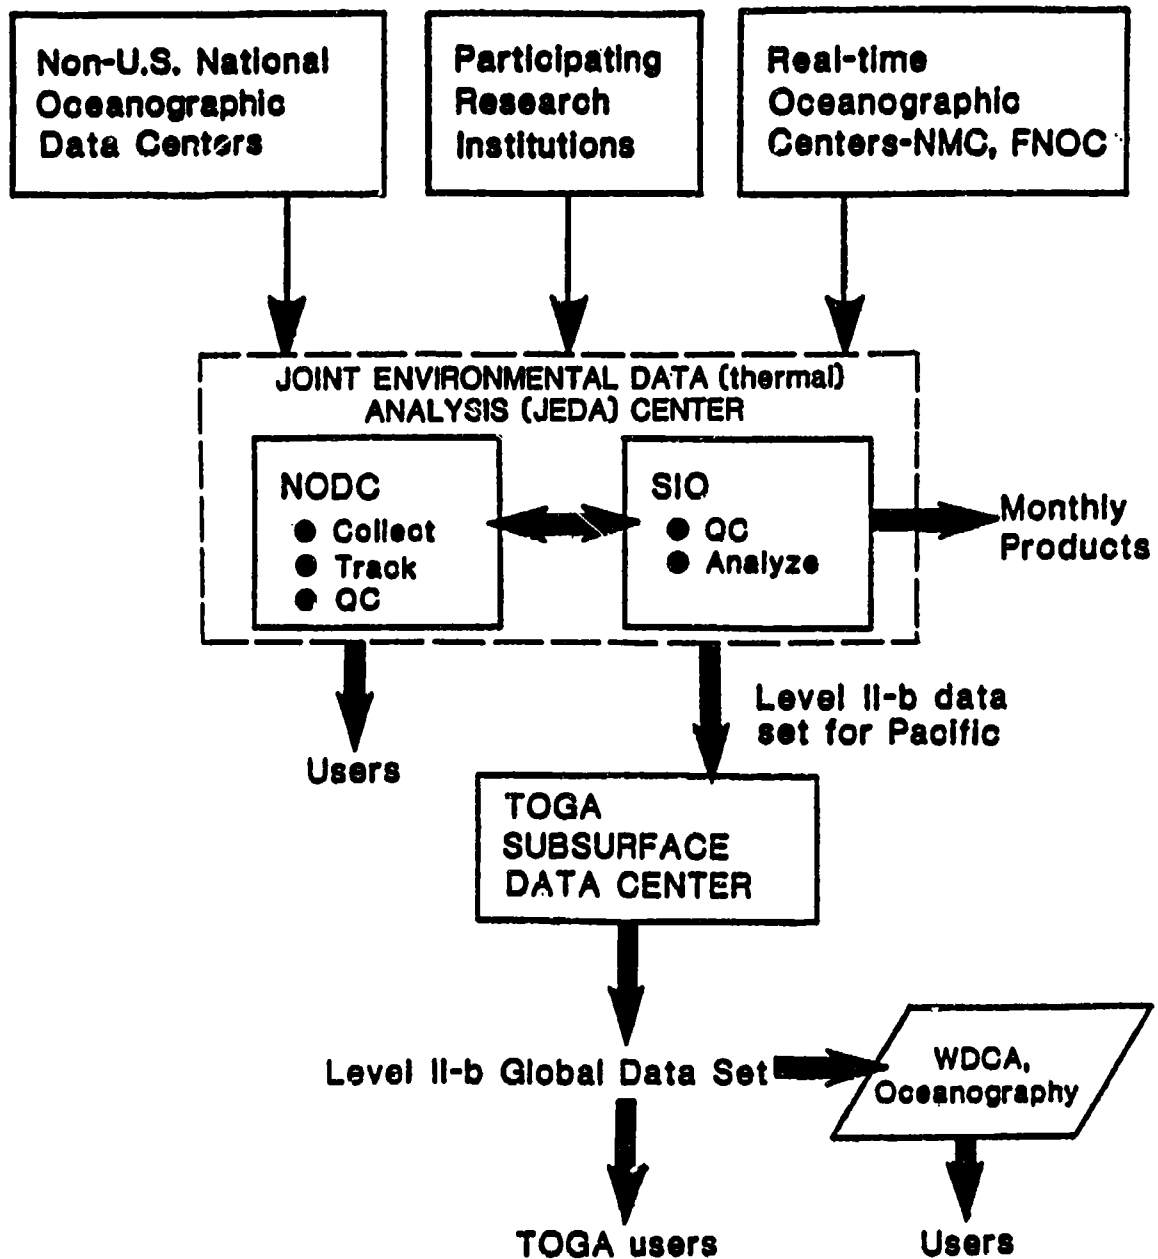 Non-U.S. National
Oceanographic
Data Centers
Participating
Research
Institutions
Real-time
Oceanographic
Centers-NMC, FNOC
JOINT ENVIRONMENTAL DATA (thermal)
ANALYSIS (JEDA) CENTER
NODC
● Collect
● Track
● QC
SIO
● QC
● Analyze
Monthly
Products
Users
Level II-b data
set for Pacific
TOGA
SUBSURFACE
DATA CENTER
Level II-b Global Data Set
WDCA,
Oceanography
TOGA users
Users